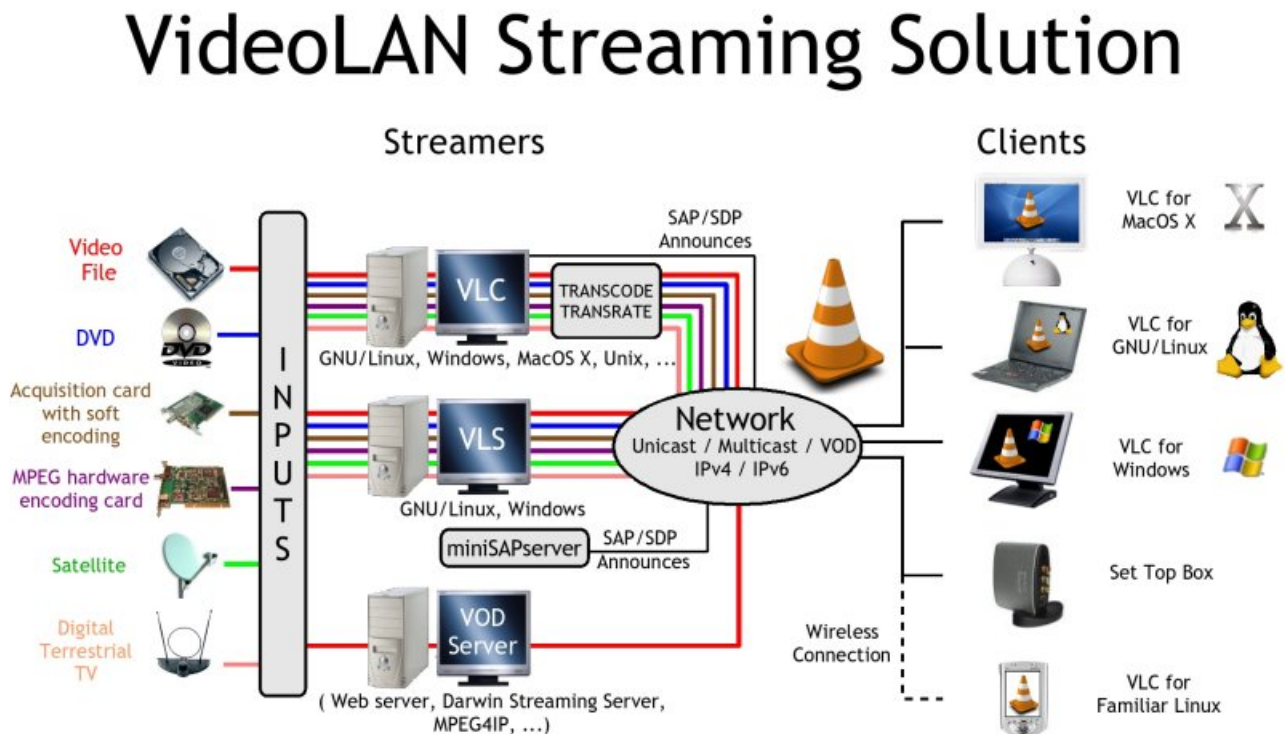 VideoLAN Streaming Solution
Streamers
Clients
Video
File
DVD
DVD
VIDEO
Acquisition card
with soft
encoding
MPEG hardware
encoding card
Satellite
Digital
Terrestrial
TV
INPUTS
VLC
TRANSCODE
TRANSRATE
SAP/SDP
Announces
GNU/Linux, Windows, MacOS X, Unix, ...
VLS
GNU/Linux, Windows
miniSAPserver
SAP/SDP
Announces
VOD
Server
( Web server, Darwin Streaming Server,
MPEG4IP, ...)
Network
Unicast / Multicast / VOD
IPv4 / IPv6
Wireless
Connection
VLC for
MacOS X
X
VLC for
GNU/Linux
VLC for
Windows
Set Top Box
VLC for
Familiar Linux